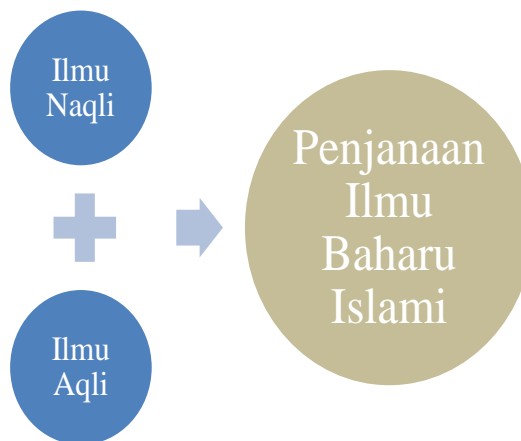 Ilmu
Naqli
Penjanaan
Ilmu
Baharu
Islami
Ilmu
Aqli